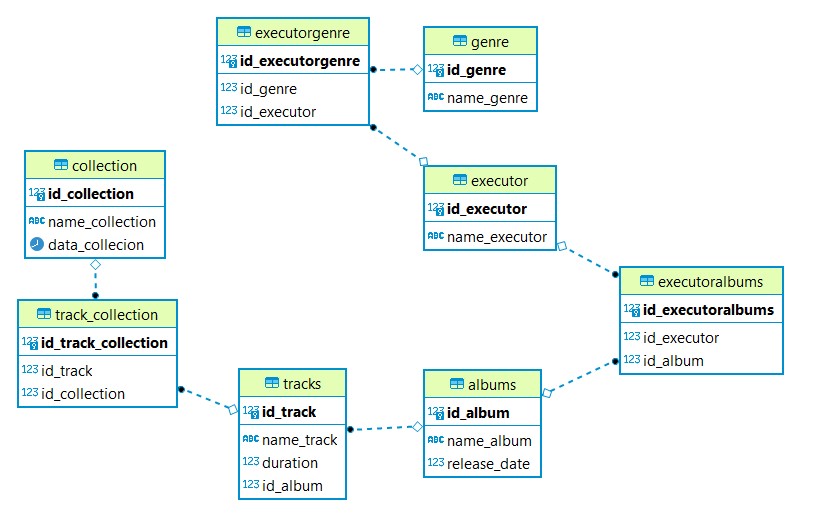 executorgenre
123 id_executorgenre
123 id_genre
123 id_executor
genre
123 id_genre
ABC name_genre
collection
123 id_collection
ABC name_collection
data_collecion
executor
123 id_executor
ABC name_executor
executoralbums
123 id_executoralbums
123 id_executor
123 id_album
track_collection
123 id_track_collection
123 id_track
123 id_collection
tracks
123 id_track
ABC name_track
123 duration
123 id_album
albums
123 id_album
ABC name_album
123 release_date